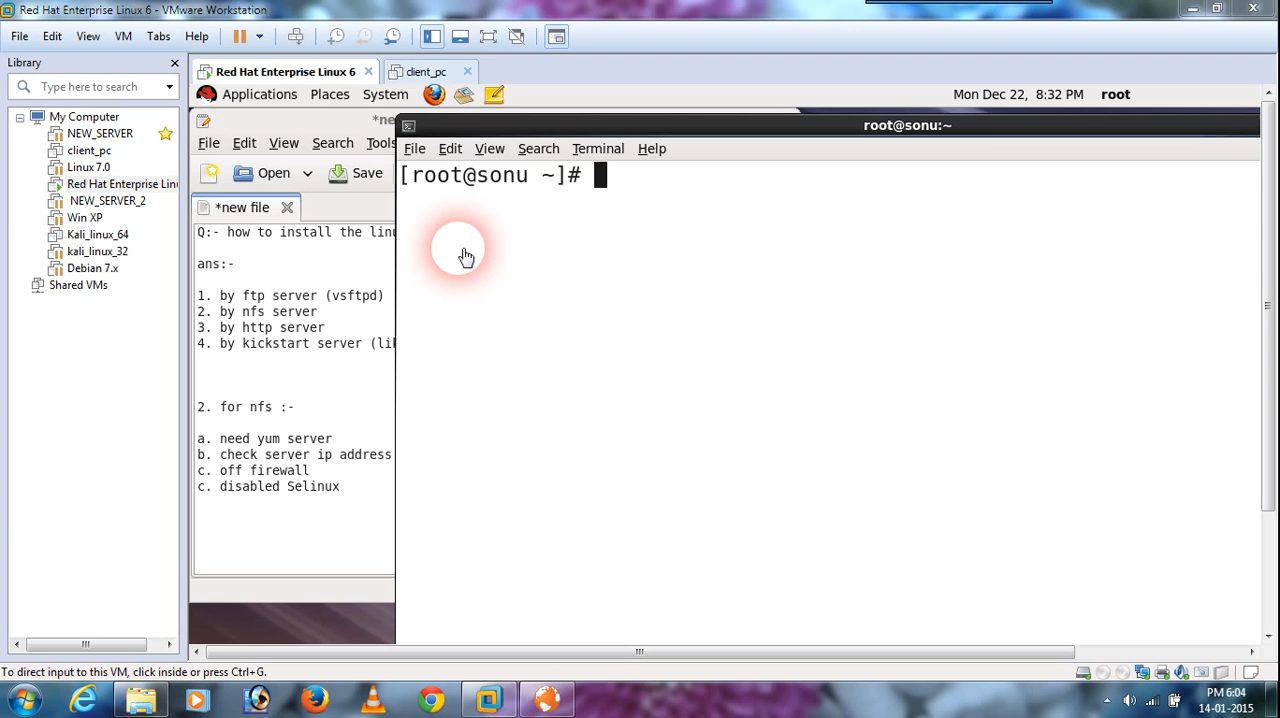 Red Hat Enterprise Linux 6 - VMware Workstation
File Edit View VM Tabs Help
Library
Type here to search
My Computer
NEW_SERVER
client_pc
Linux 7.0
Red Hat Enterprise Linu
NEW_SERVER_2
Win XP
Kali_linux_64
kali_linux_32
Debian 7.x
Shared VMs
Red Hat Enterprise Linux 6
client_pc
Applications Places System
Mon Dec 22, 8:32 PM root
*ne
File Edit View Search Tools
Open Save
*new file
Q:- how to install the linu
ans:-
1. by ftp server (vsftpd)
2. by nfs server
3. by http server
4. by kickstart server (li
2. for nfs :-
a. need yum server
b. check server ip address
c. off firewall
c. disabled Selinux
root@sonu:~
File Edit View Search Terminal Help
[root@sonu ~]#
To direct input to this VM, click inside or press Ctrl+G.
PM 6:04
14-01-2015